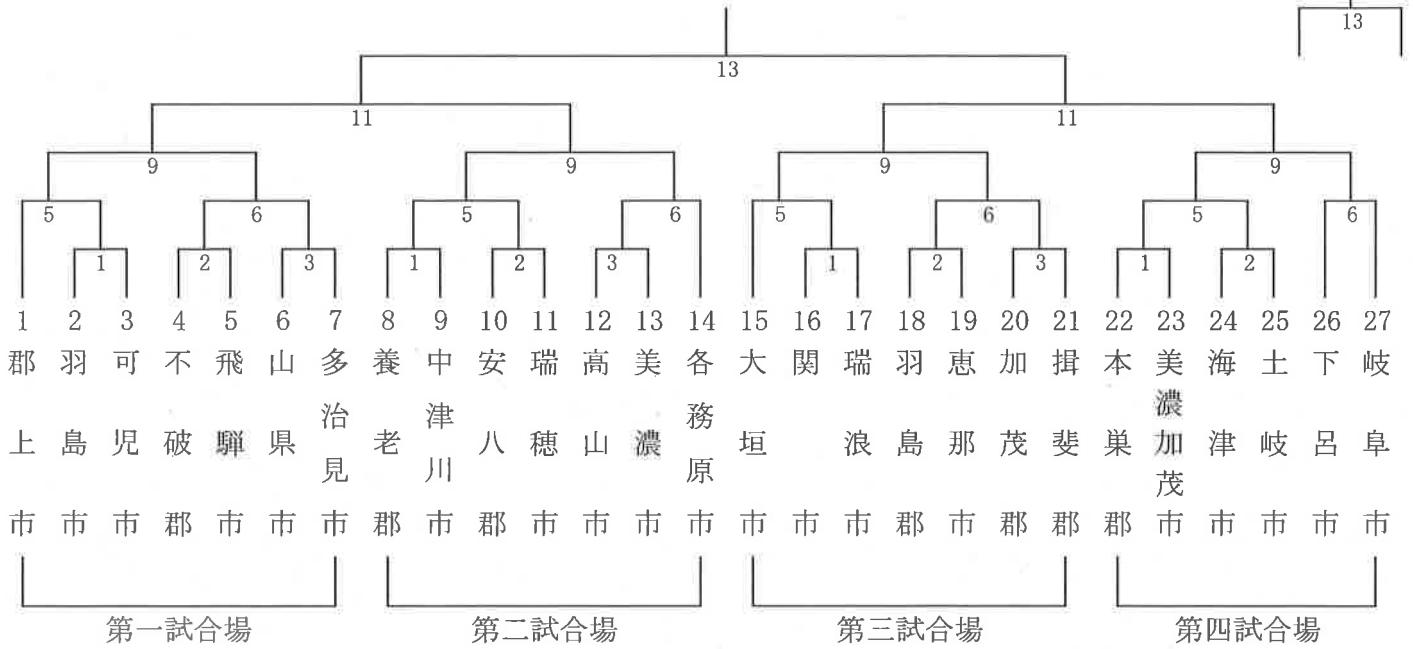 13
13
11 11
9 9 9 9
5 6 5 6 5 6 5 6
1 2 3 1 2 3 1 2 3 1 2
1 2 3 4 5 6 7 8 9 10 11 12 13 14 15 16 17 18 19 20 21 22 23 24 25 26 27
郡上市
羽島市
可児市
不破郡
飛騨市
山県市
多治見市
養老郡
中津川市
安八郡
瑞穂市
高山市
美濃市
各務原市
大垣市
関市
瑞浪市
羽島郡
恵那市
加茂郡
揖斐郡
本巣郡
美濃加茂市
海津市
土岐市
下呂市
岐阜市
第一試合場 第二試合場 第三試合場 第四試合場